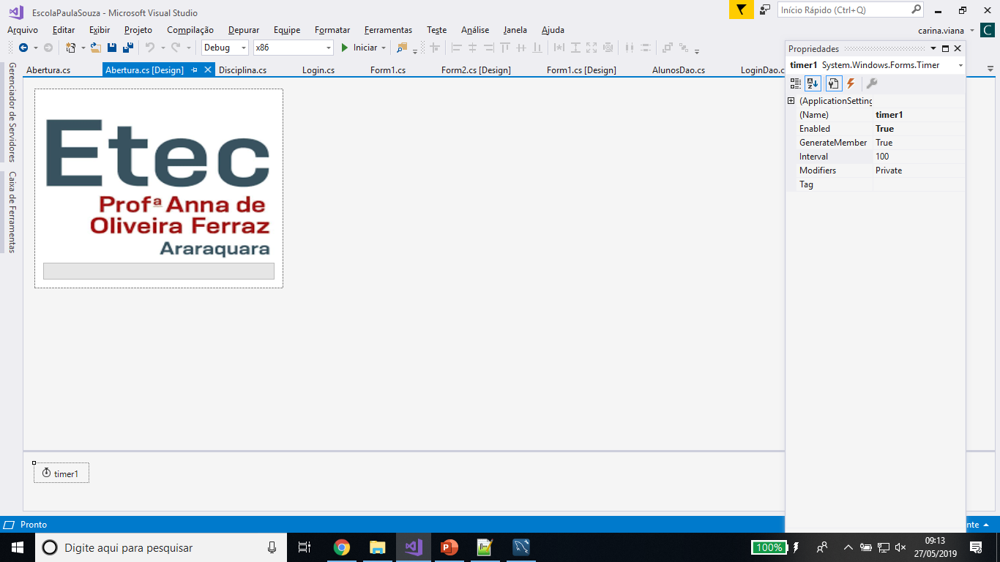 EscolaPaulaSouza - Microsoft Visual Studio
Início Rápido (Ctrl+Q)
Arquivo Editar Exibir Projeto Compilação Depurar Equipe Formatar Ferramentas Teste Análise Janela Ajuda
carina.viana
C
Debug x86 Iniciar
Abertura.cs Abertura.cs [Design] Disciplina.cs Login.cs Form1.cs Form2.cs [Design] Form1.cs [Design] AlunosDao.cs LoginDao.c
Gerenciador de Servidores
Caixa de Ferramentas
Etec
Profª Anna de
Oliveira Ferraz
Araraquara
timer1
Propriedades
timer1 System.Windows.Forms.Timer
(ApplicationSetting
(Name) timer1
Enabled True
GenerateMember True
Interval 100
Modifiers Private
Tag
Pronto
nte
Digite aqui para pesquisar
100%
09:13
27/05/2019